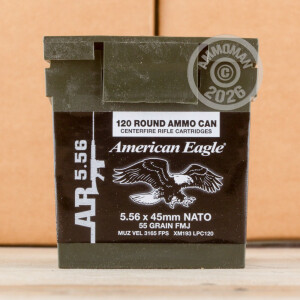 AMMOMAN
©
2026
120 ROUND AMMO CAN
CENTERFIRE RIFLE CARTRIDGES
AR 5.56
American Eagle®
5.56 x 45mm NATO
55 GRAIN FMJ
MUZ VEL 3165 FPS XM193 LPC120